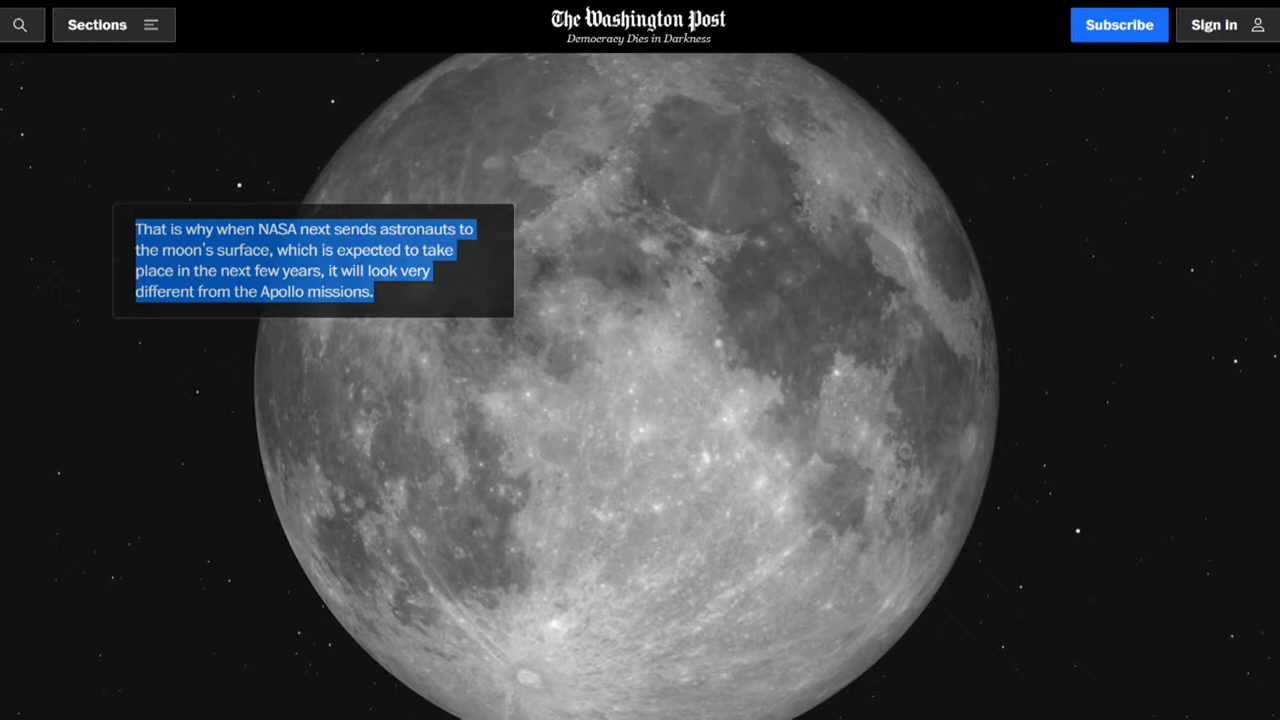 Sections
The Washington Post
Democracy Dies in Darkness
Subscribe
Sign in
That is why when NASA next sends astronauts to
the moon's surface, which is expected to take
place in the next few years, it will look very
different from the Apollo missions.